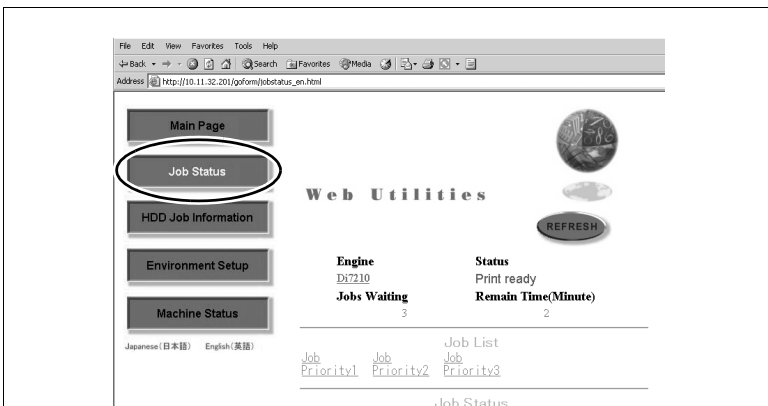 File Edit View Favorites Tools Help
Back Search Favorites Media
Address http://10.11.32.201/goform/jobstatus_en.html
Main Page
Job Status
HDD Job Information
Environment Setup
Machine Status
Japanese(日本語) English(英語)
Web Utilities
REFRESH
Engine Status
Di7210 Print ready
Jobs Waiting Remain Time(Minute)
3 2
Job List
Job Job Job
Priority1 Priority2 Priority3
Job Status